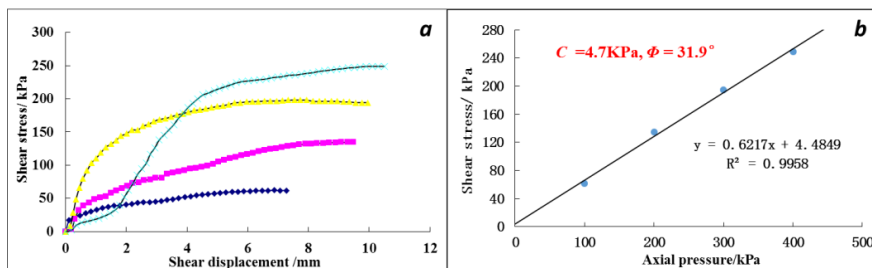 a
Shear stress/ kPa
300
250
200
150
100
50
0
0 2 4 6 8 10 12
Shear displacement /mm
b
Shear stress/ kPa
280
240
200
160
120
80
40
0
C =4.7KPa, Φ = 31.9°
y = 0.6217x + 4.4849
R² = 0.9958
0 100 200 300 400 500
Axial pressure/kPa